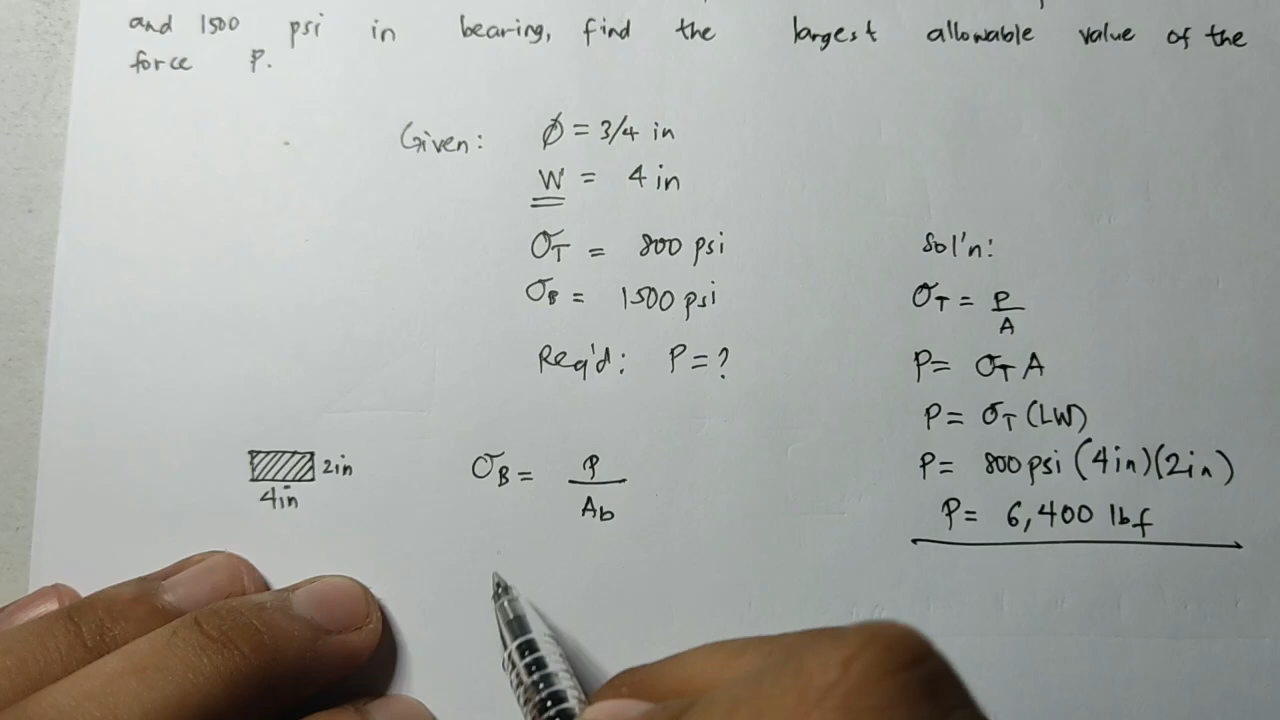 and 1500 psi in bearing, find the largest allowable value of the
force P.
Given: Ø = 3/4 in
W = 4 in
σT = 800 psi
σB = 1500 psi
Req'd: P = ?
Sol'n:
σT = P/A
P = σT A
P = σT (LW)
P = 800 psi (4in)(2in)
P = 6,400 lbf
2in
4in
σB = P/Ab